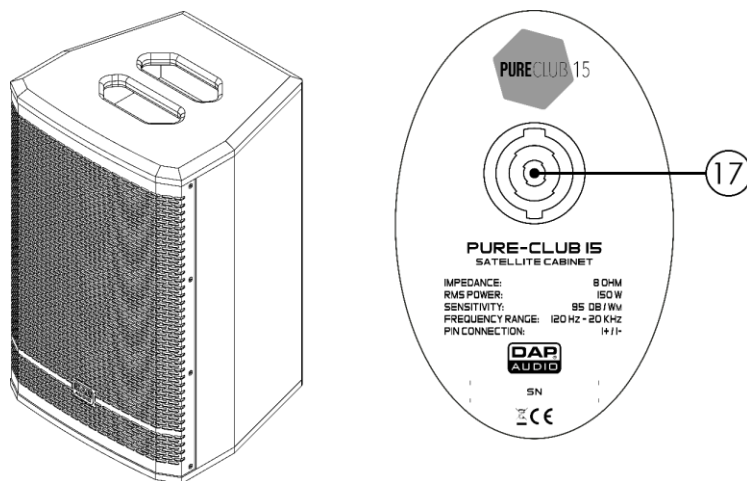 PURECLUB 15
17
PURE-CLUB 15
SATELLITE CABINET
IMPEDANCE: 8 OHM
RMS POWER: 150 W
SENSITIVITY: 95 DB / WM
FREQUENCY RANGE: 120 HZ - 20 KHZ
PIN CONNECTION: 1+ / 1-
DAP
AUDIO
SN
CE